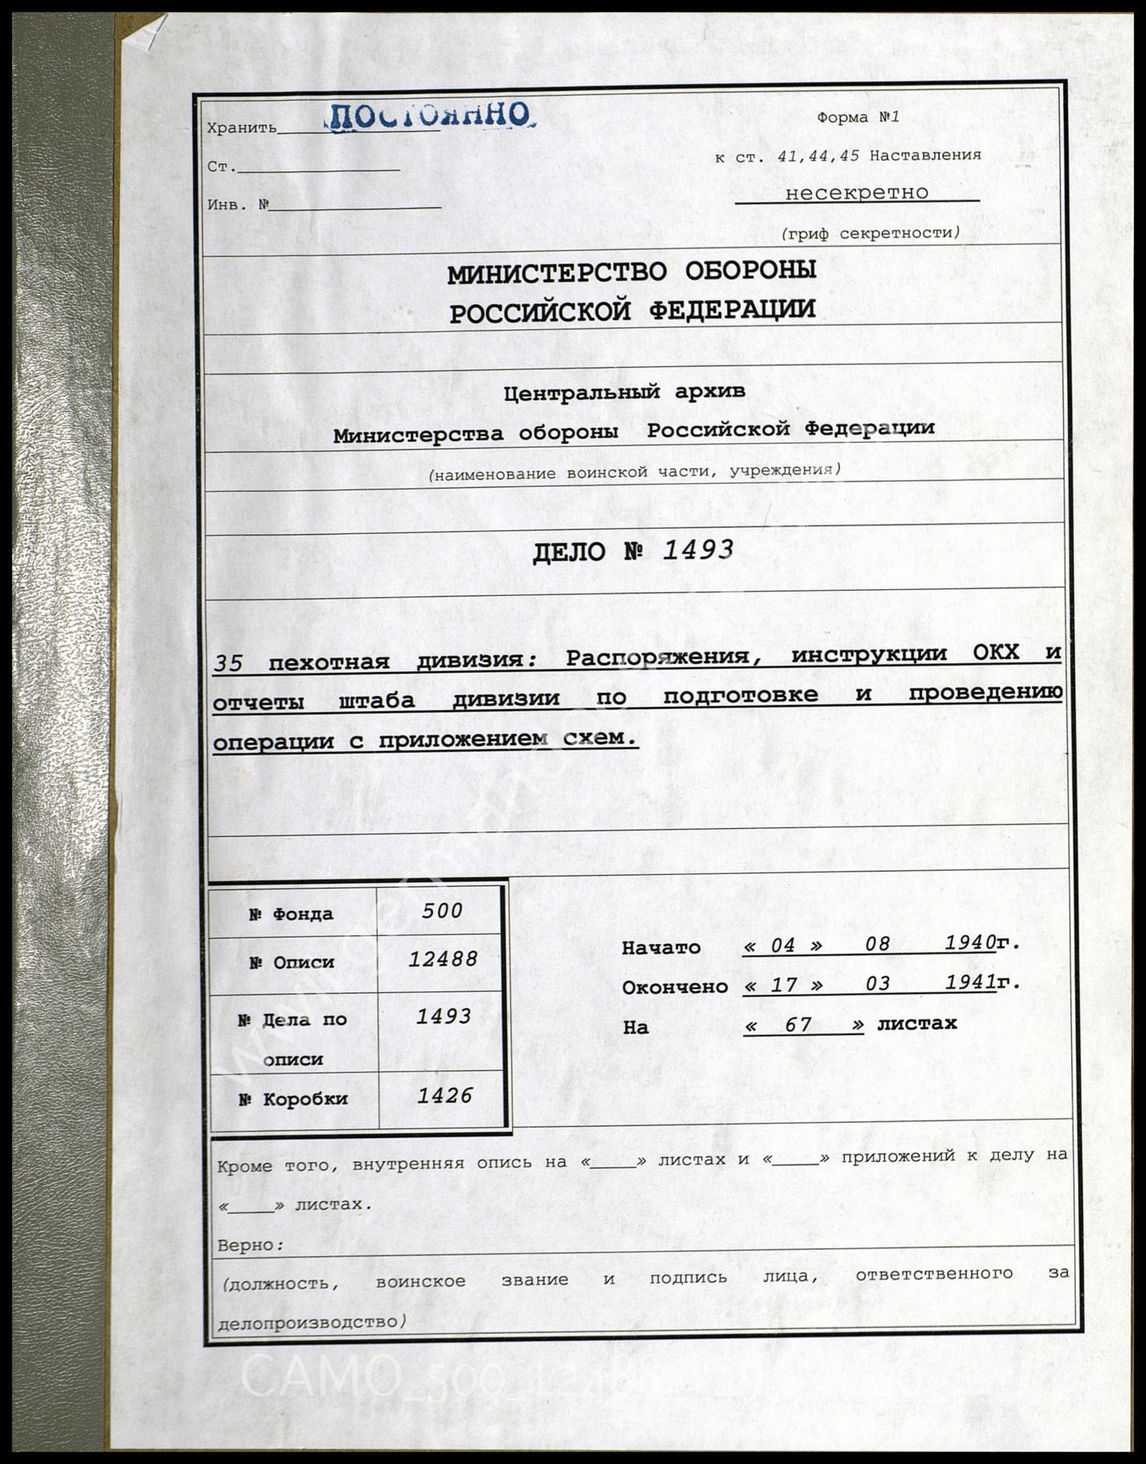 Хранить ПОСТОЯННО
Форма №1
Ст.
к ст. 41,44,45 Наставления
Инв. №
несекретно
(гриф секретности)
МИНИСТЕРСТВО ОБОРОНЫ
РОССИЙСКОЙ ФЕДЕРАЦИИ
Центральный архив
Министерства обороны Российской Федерации
(наименование воинской части, учреждения)
ДЕЛО № 1493
35 пехотная дивизия: Распоряжения, инструкции ОКХ и
отчеты штаба дивизии по подготовке и проведению
операции с приложением схем.
№ Фонда 500
№ Описи 12488
№ Дела по 1493
описи
№ Коробки 1426
Начато « 04 » 08 1940г.
Окончено « 17 » 03 1941г.
На « 67 » листах
Кроме того, внутренняя опись на «____» листах и «____» приложений к делу на
«____» листах.
Верно:
(должность, воинское звание и подпись лица, ответственного за
делопроизводство)